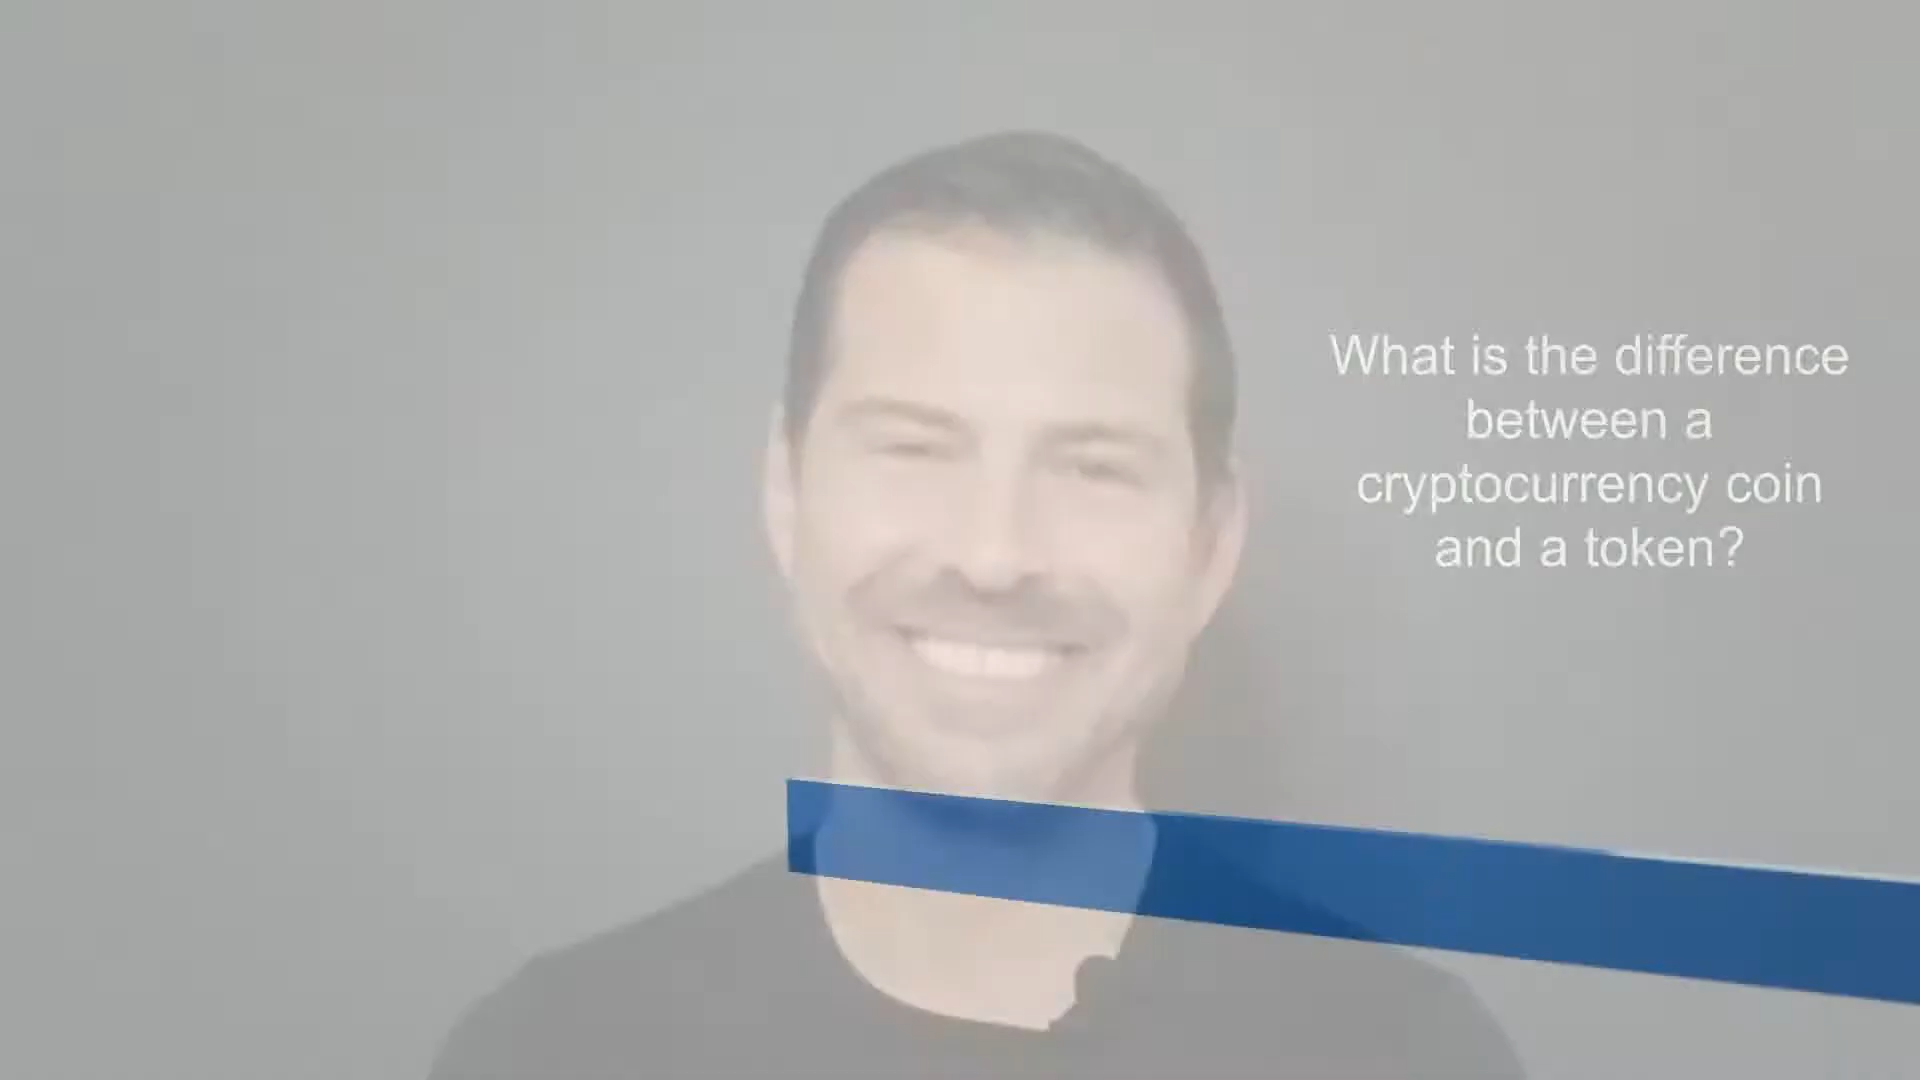 What is the difference
between a
cryptocurrency coin
and a token?